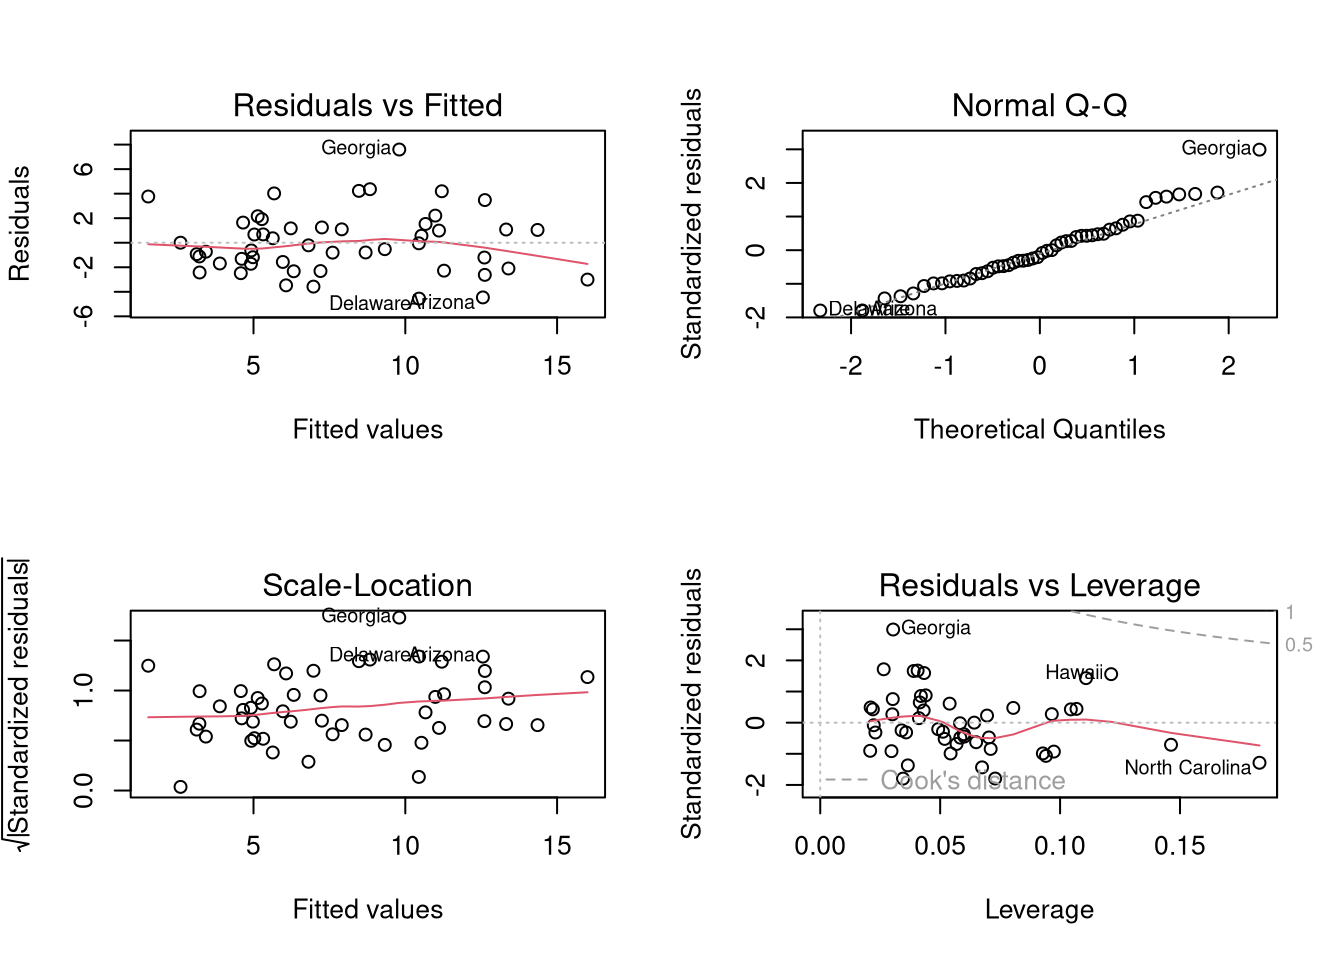 Residuals vs Fitted
Residuals
6
2
-2
-6
Georgia
Delaware
Arizona
5
10
15
Fitted values
Normal Q-Q
Standardized residuals
2
0
-2
Georgia
Delaware
Arizona
-2
-1
0
1
2
Theoretical Quantiles
Scale-Location
√|Standardized residuals|
1.0
0.0
Georgia
Delaware
Arizona
5
10
15
Fitted values
Residuals vs Leverage
Standardized residuals
2
0
-2
Georgia
Hawaii
North Carolina
Cook's distance
1
0.5
0.00
0.05
0.10
0.15
Leverage